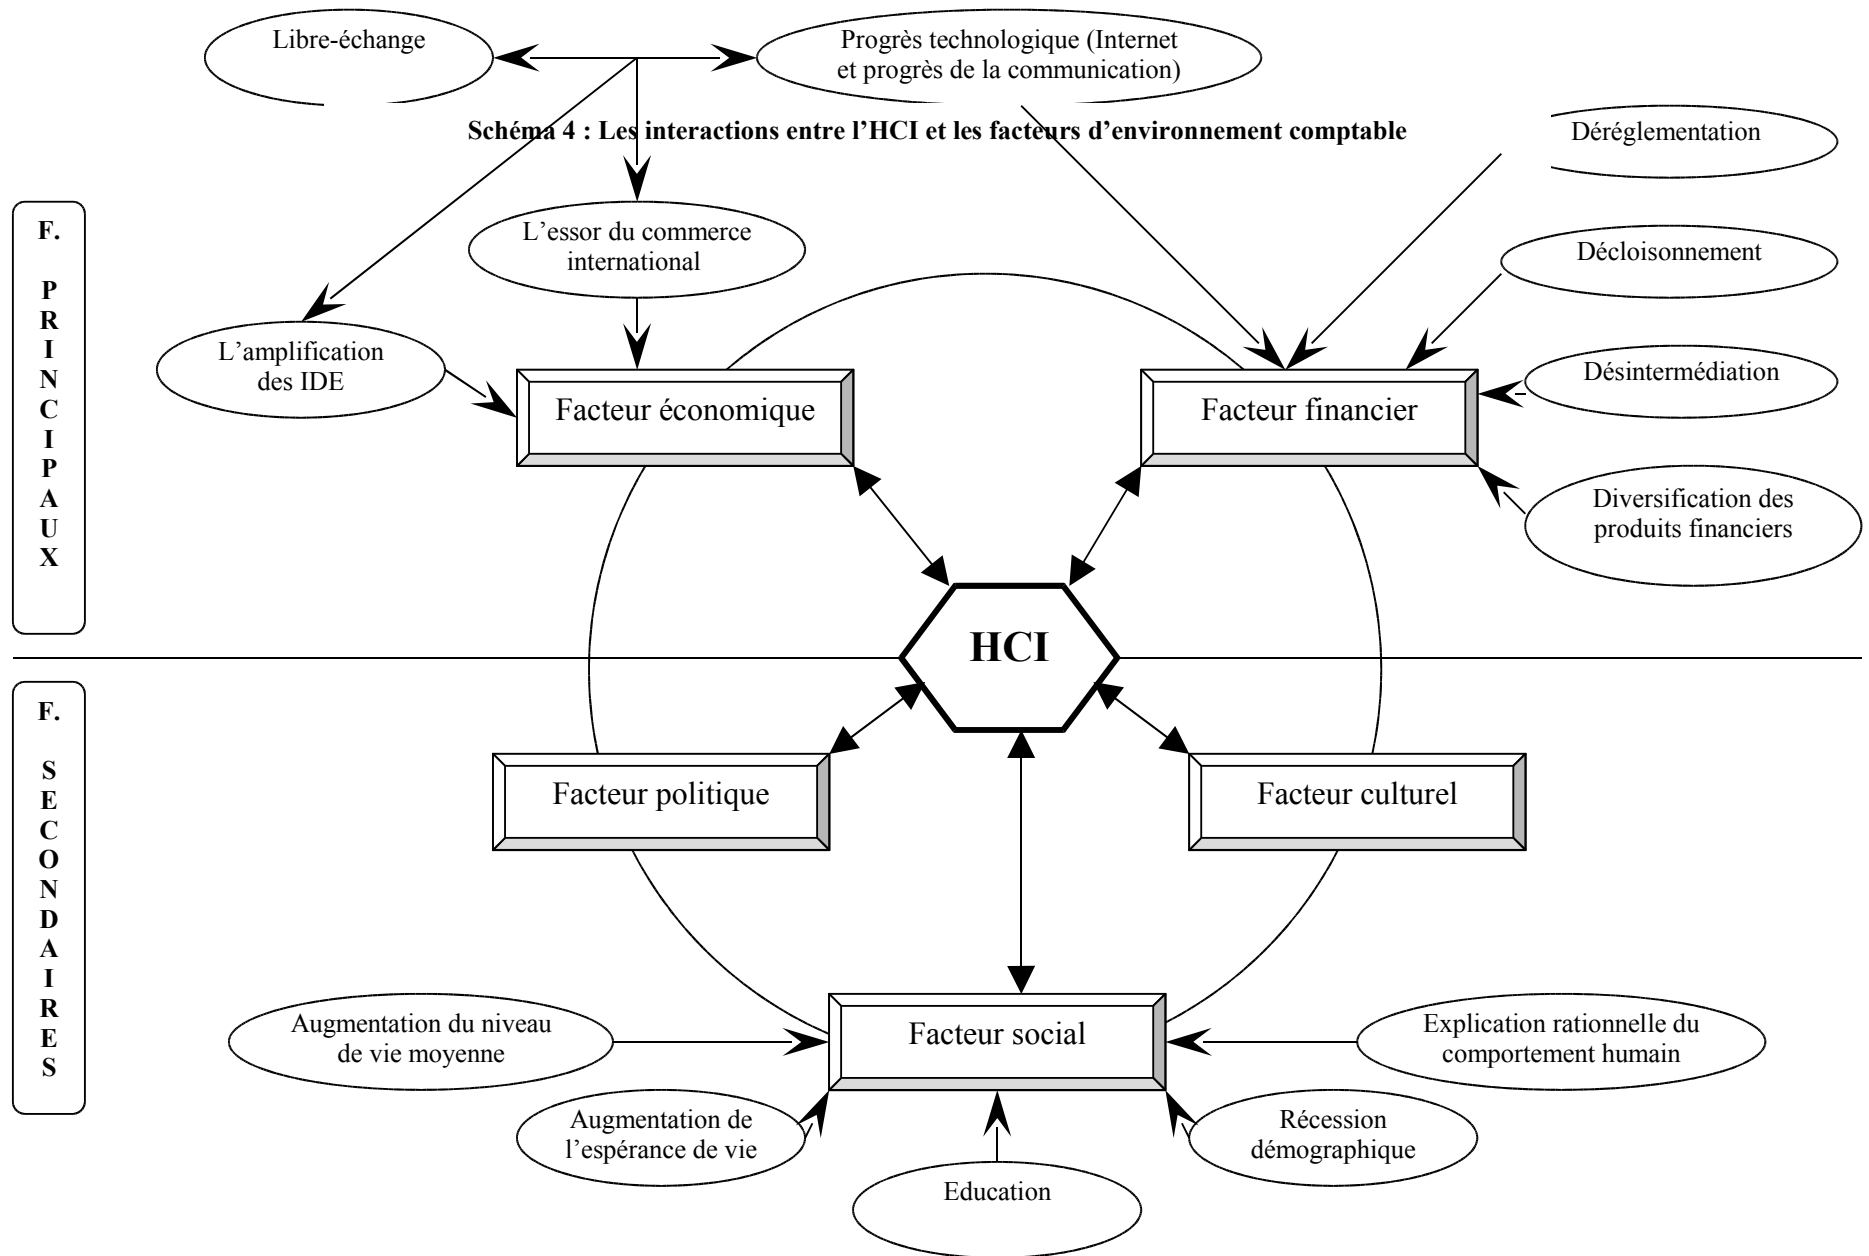 Libre-échange
Progrès technologique (Internet
et progrès de la communication)
Schéma 4 : Les interactions entre l’HCI et les facteurs d’environnement comptable
Déréglementation
F.
P
R
I
N
C
I
P
A
U
X
L’essor du commerce
international
Décloisonnement
L’amplification
des IDE
Désintermédiation
Facteur économique
Facteur financier
Diversification des
produits financiers
HCI
F.
S
E
C
O
N
D
A
I
R
E
S
Facteur politique
Facteur culturel
Augmentation du niveau
de vie moyenne
Facteur social
Explication rationnelle du
comportement humain
Augmentation de
l’espérance de vie
Récession
démographique
Education